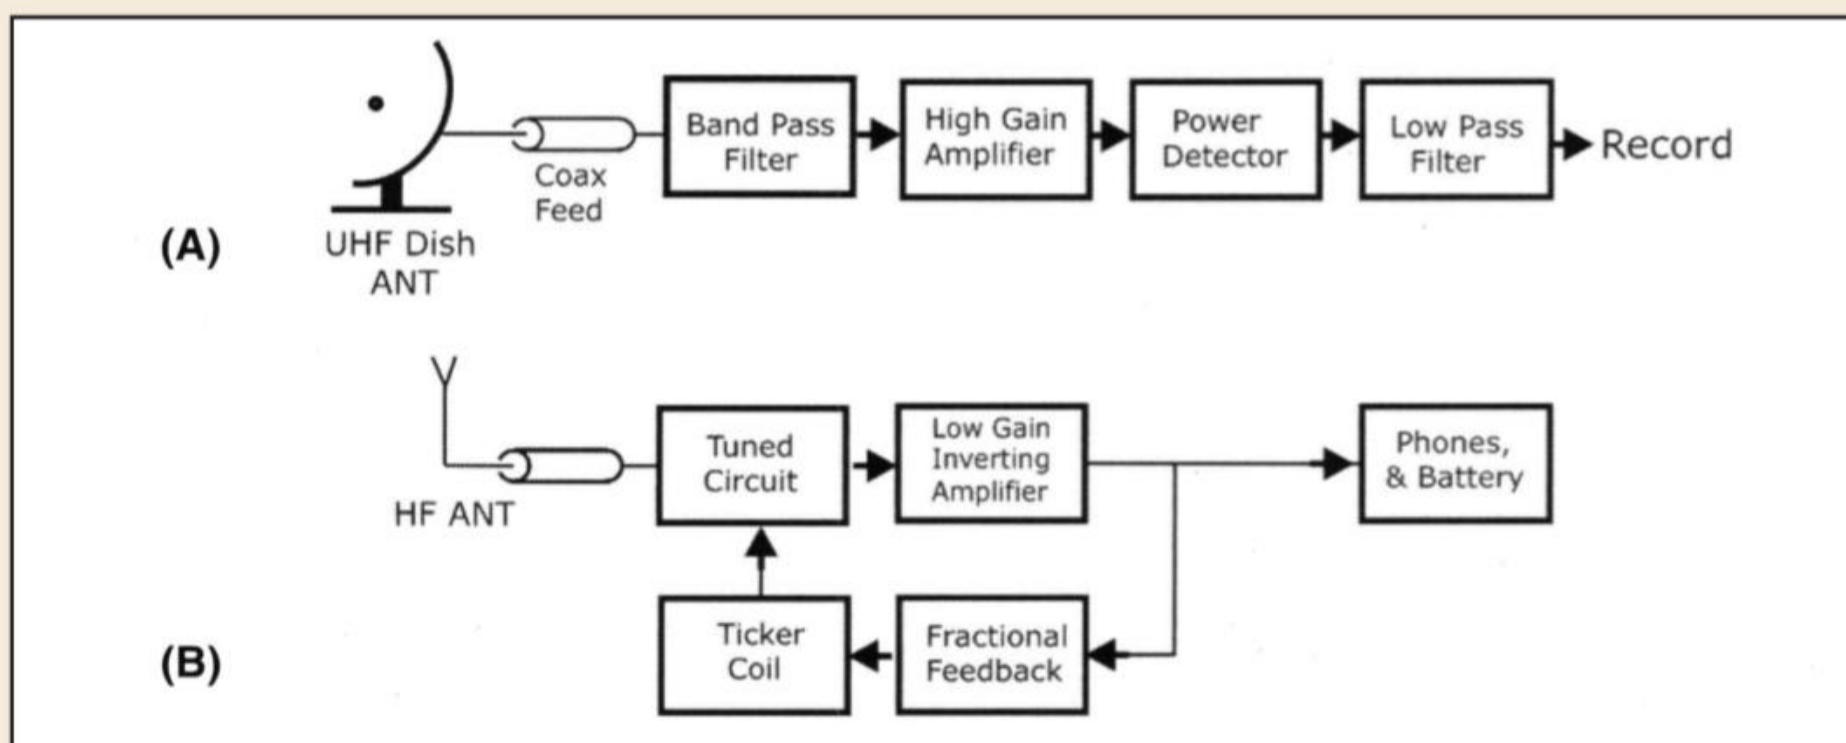 Band Pass
Filter
High Gain
Amplifier
Power
Detector
Low Pass
Filter
Record
Coax
Feed
UHF Dish
ANT
(A)
HF ANT
Tuned
Circuit
Low Gain
Inverting
Amplifier
Phones,
& Battery
Ticker
Coil
Fractional
Feedback
(B)